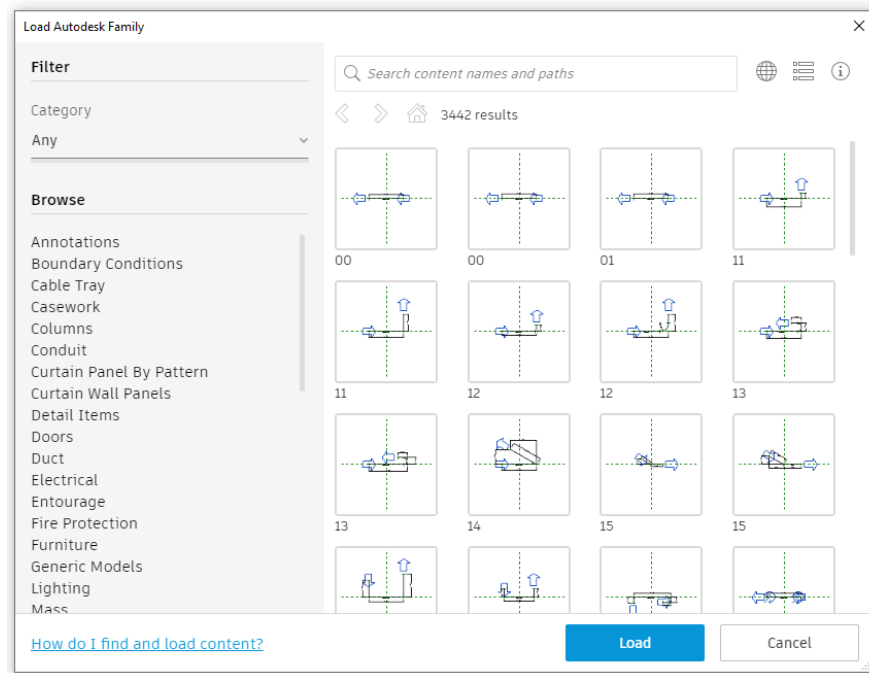 Load Autodesk Family
Filter
Category
Any
Browse
Annotations
Boundary Conditions
Cable Tray
Casework
Columns
Conduit
Curtain Panel By Pattern
Curtain Wall Panels
Detail Items
Doors
Duct
Electrical
Entourage
Fire Protection
Furniture
Generic Models
Lighting
Mass
Search content names and paths
3442 results
00 00 01 11
11 12 12 13
13 14 15 15
How do I find and load content?
Load Cancel